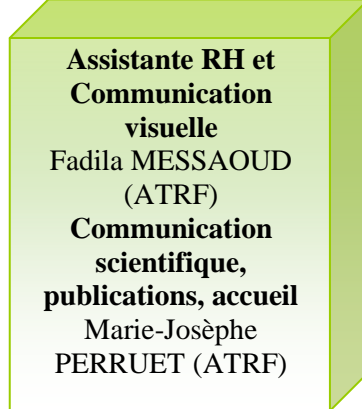 Assistante RH et
Communication
visuelle
Fadila MESSAOUD
(ATRF)
Communication
scientifique,
publications, accueil
Marie-Josèphe
PERRUET (ATRF)